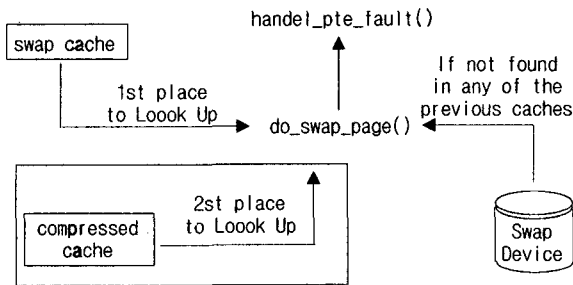 handel_pte_fault()
swap cache
1st place
to Loook Up
If not found
in any of the
previous caches
do_swap_page()
2st place
to Loook Up
compressed
cache
Swap
Device